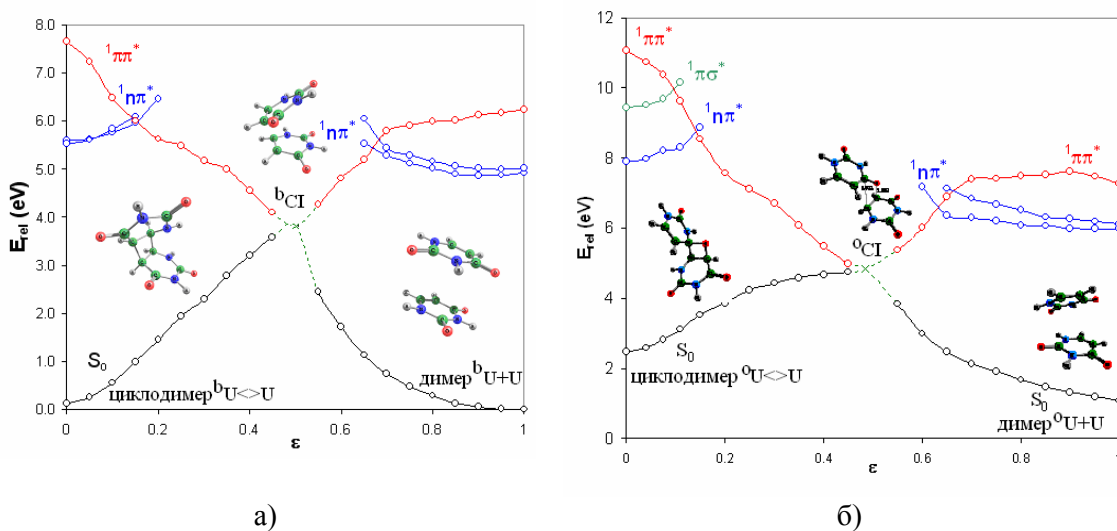 8.0
7.0
6.0
5.0
4.0
3.0
2.0
1.0
0.0
E_rel (eV)
0
0.2
0.4
0.6
0.8
1
ε
¹ππ*
¹nπ*
ᵇCI
¹nπ*
S₀
циклодимер ᵇU<>U
димер ᵇU+U
а)
12
10
8
6
4
2
0
E_rel (eV)
0.0
0.2
0.4
0.6
0.8
1
ε
¹ππ*
¹πσ*
¹nπ*
ᵒCI
¹nπ*
¹ππ*
S₀
циклодимер ᵒU<>U
S₀
димер ᵒU+U
б)